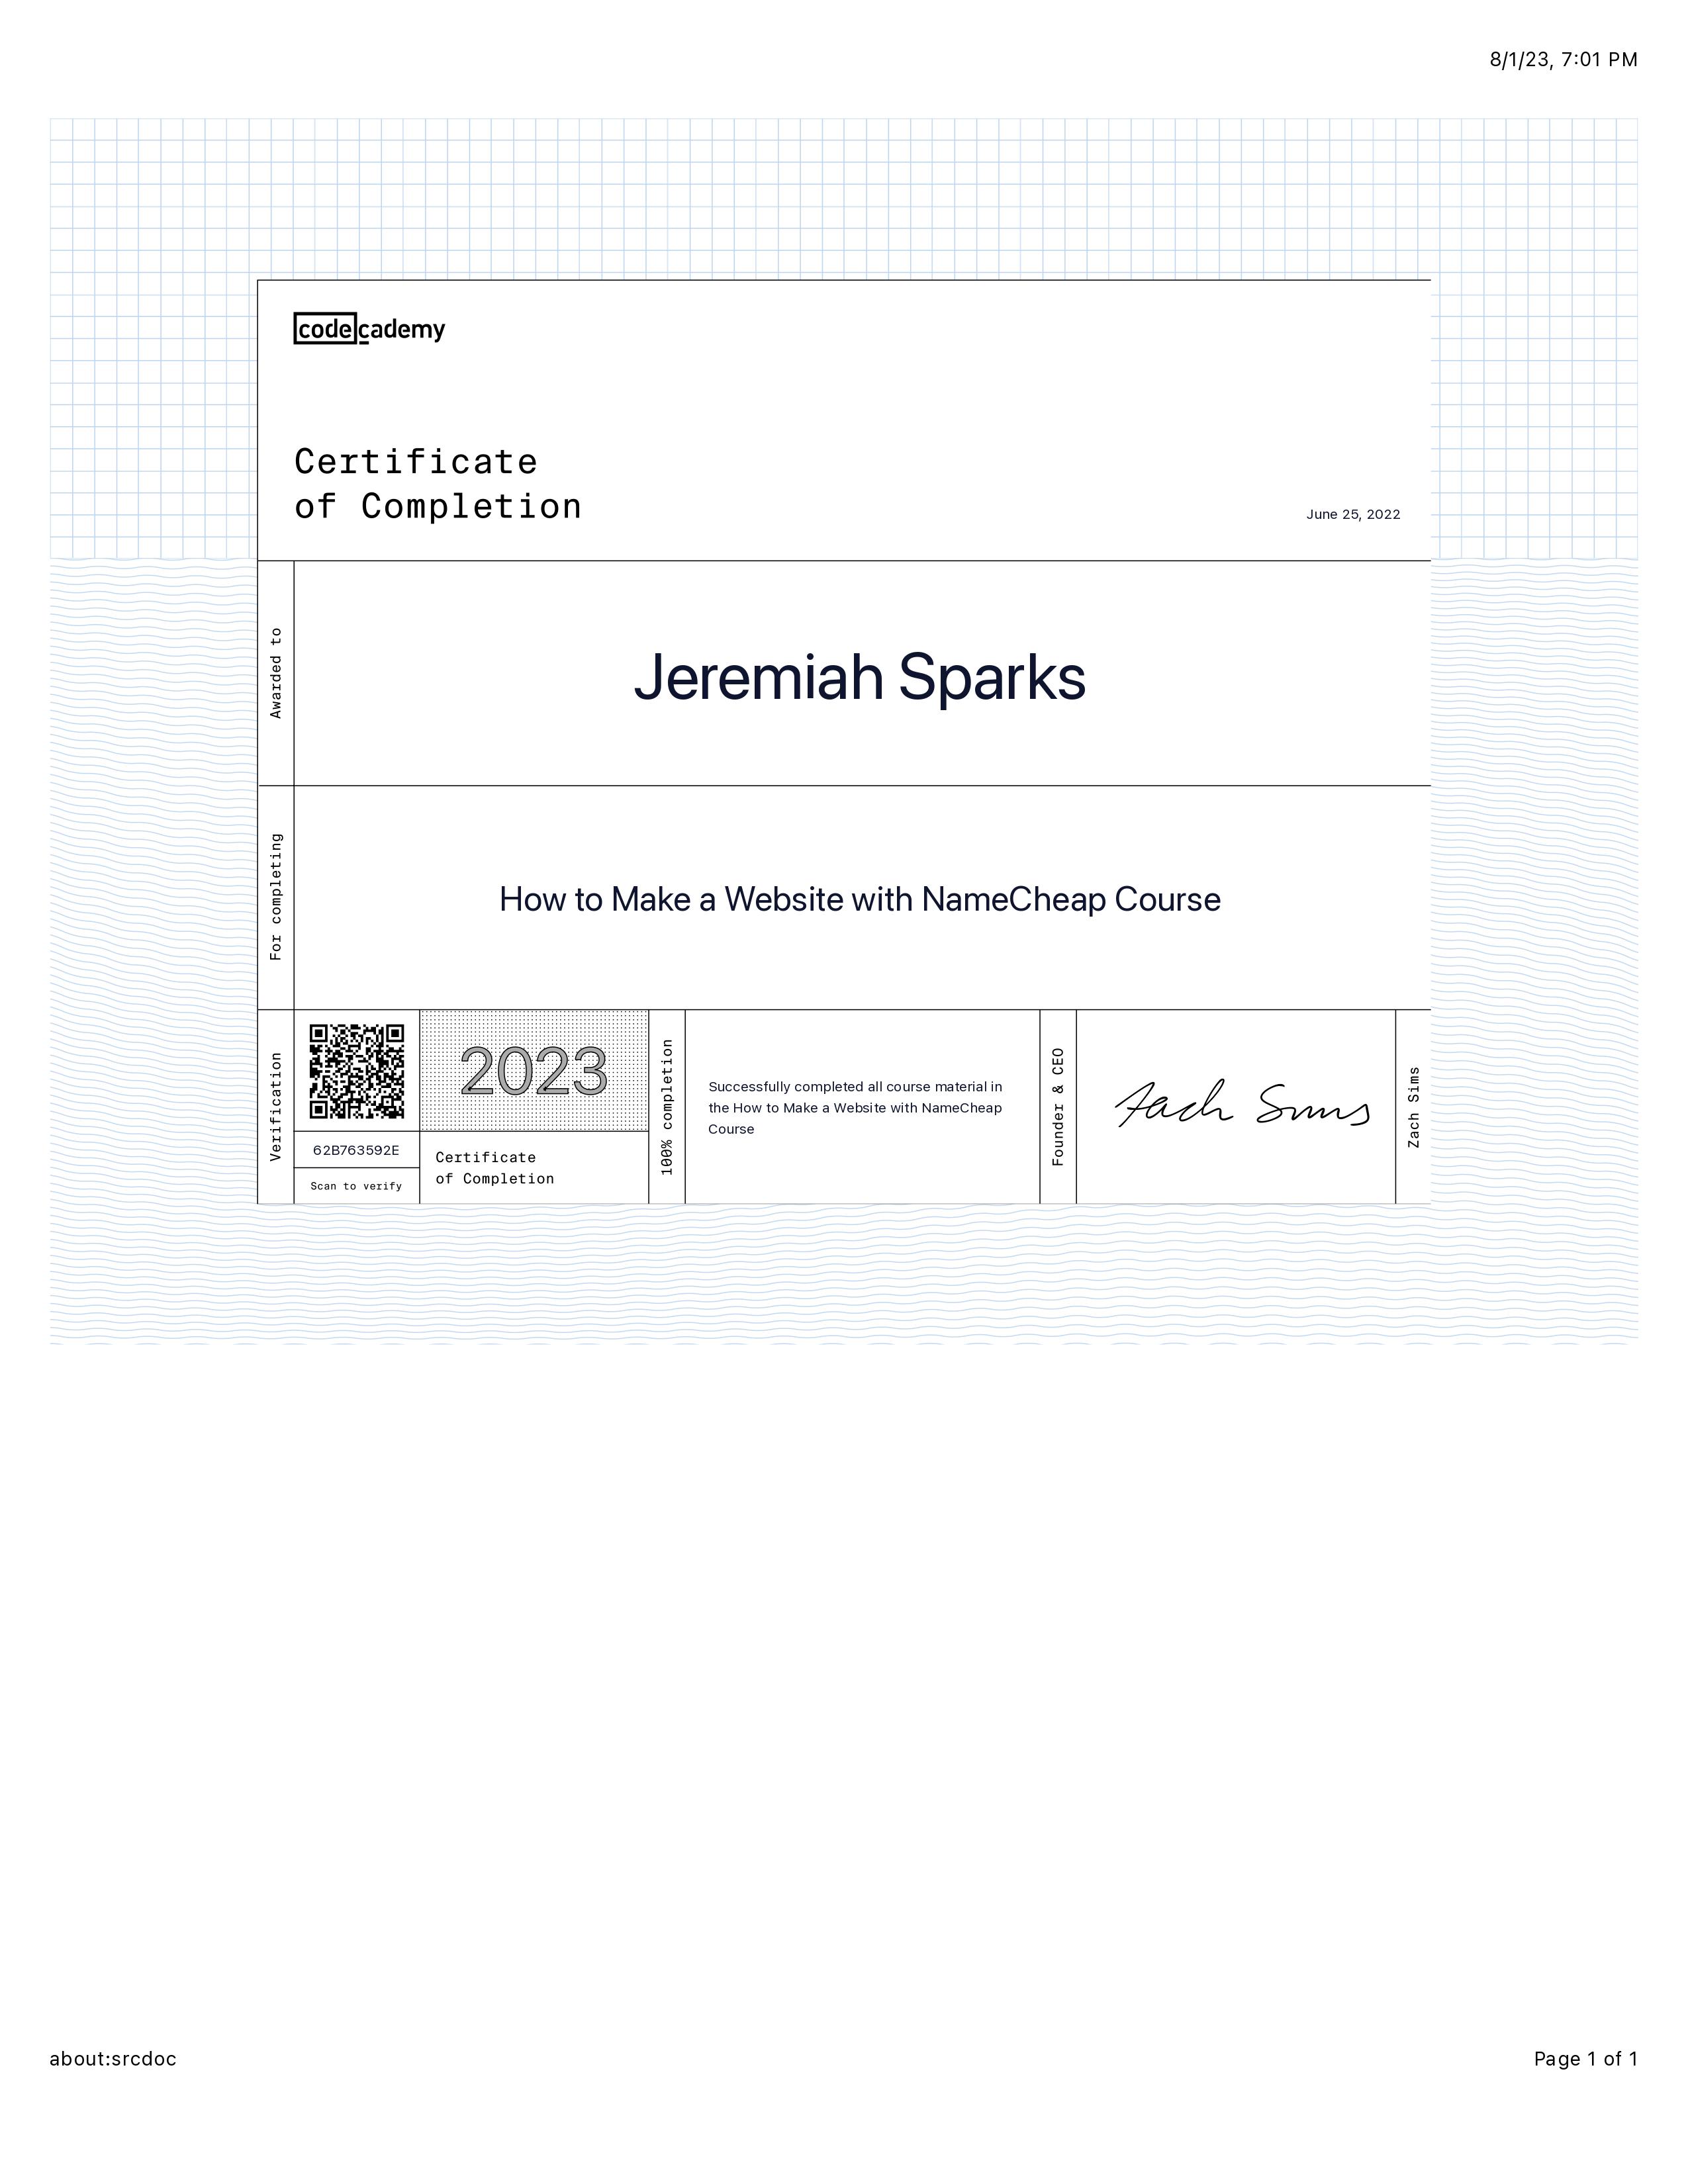 8/1/23, 7:01 PM
codecademy
Certificate
of Completion
June 25, 2022
Awarded to
Jeremiah Sparks
For completing
How to Make a Website with NameCheap Course
Verification
62B763592E
Scan to verify
2023
Certificate
of Completion
100% completion
Successfully completed all course material in
the How to Make a Website with NameCheap
Course
Founder & CEO
Zach Sims
Zach Sims
about:srcdoc
Page 1 of 1